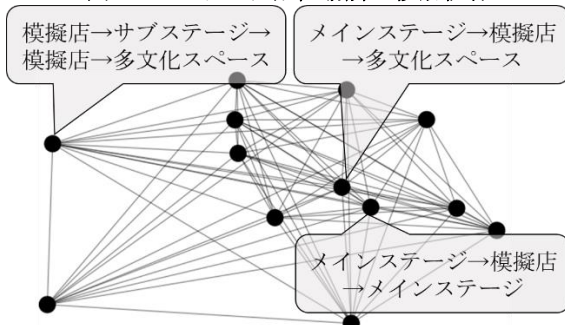 模擬店→サブステージ→
模擬店→多文化スペース
メインステージ→模擬店
→多文化スペース
メインステージ→模擬店
→メインステージ